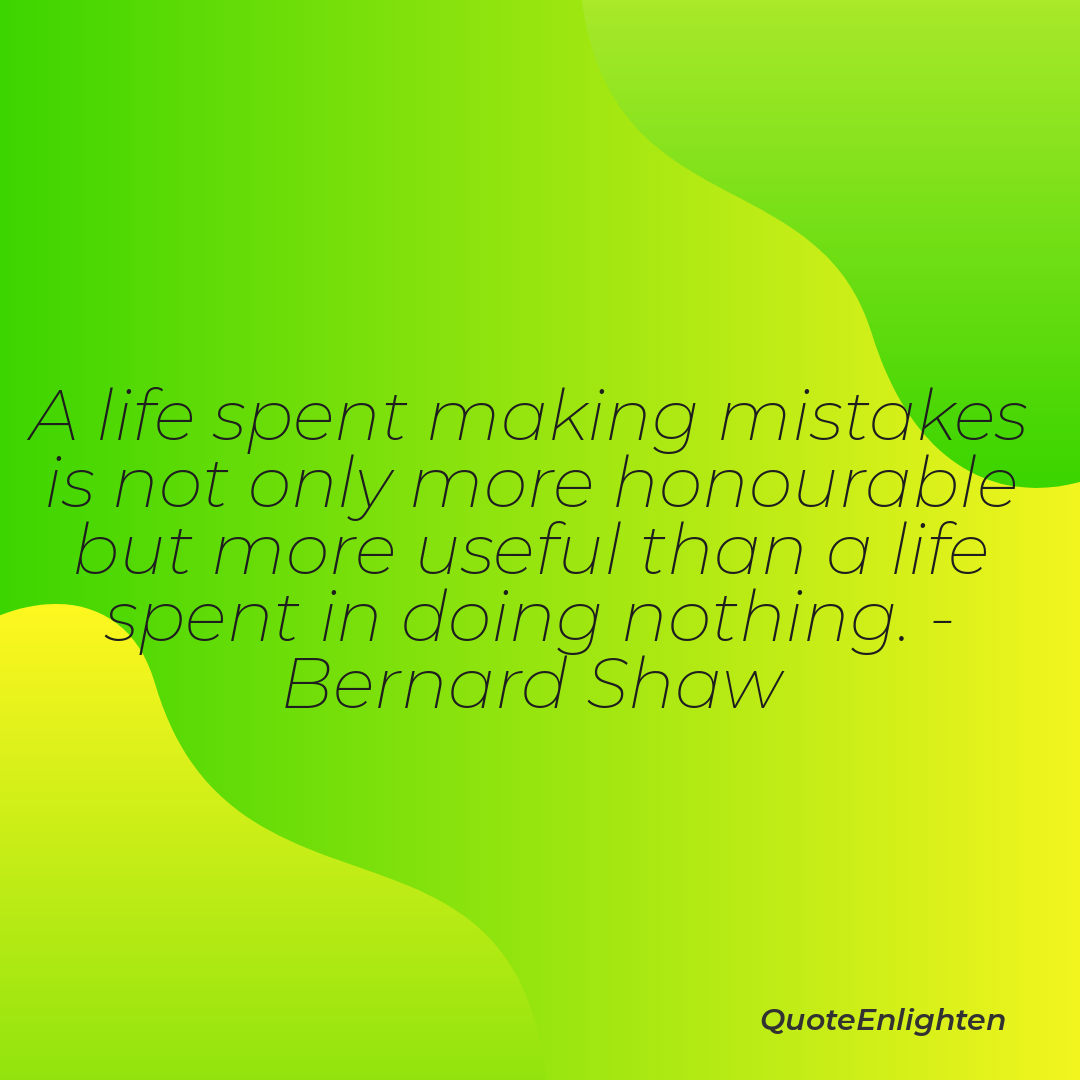 A life spent making mistakes
is not only more honourable
but more useful than a life
spent in doing nothing. -
Bernard Shaw
QuoteEnlighten